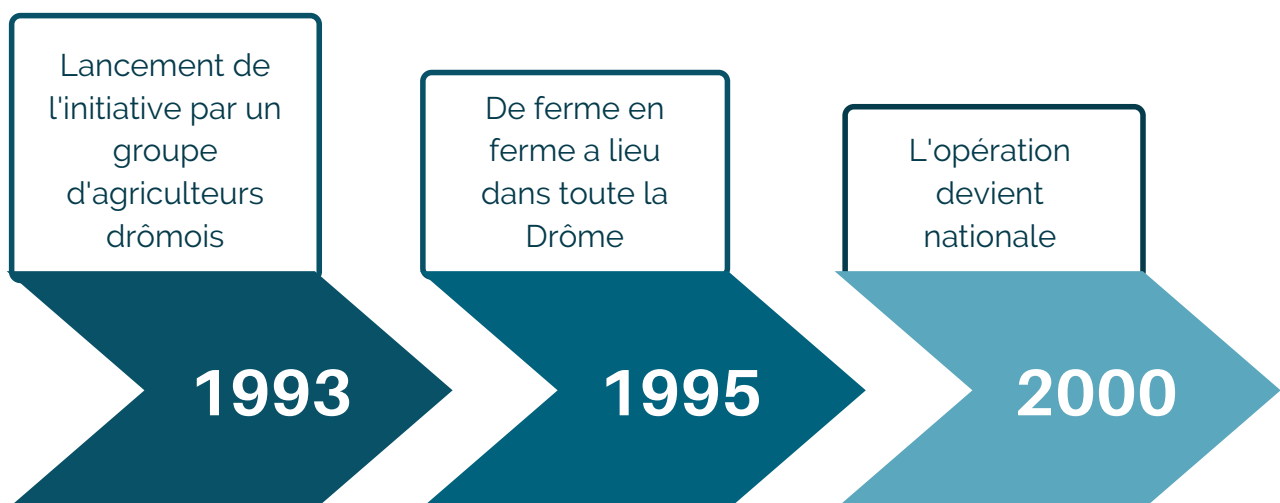 Lancement de
l'initiative par un
groupe
d'agriculteurs
drômois
De ferme en
ferme a lieu
dans toute la
Drôme
L'opération
devient
nationale
1993
1995
2000